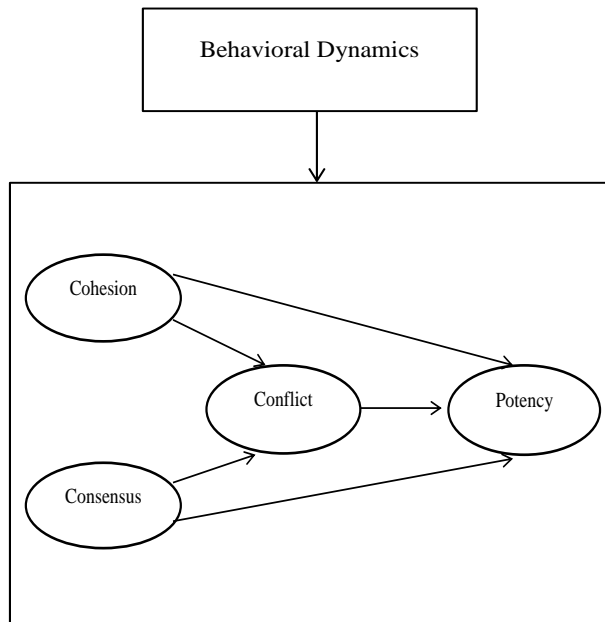 Behavioral Dynamics
Cohesion
Conflict
Potency
Consensus